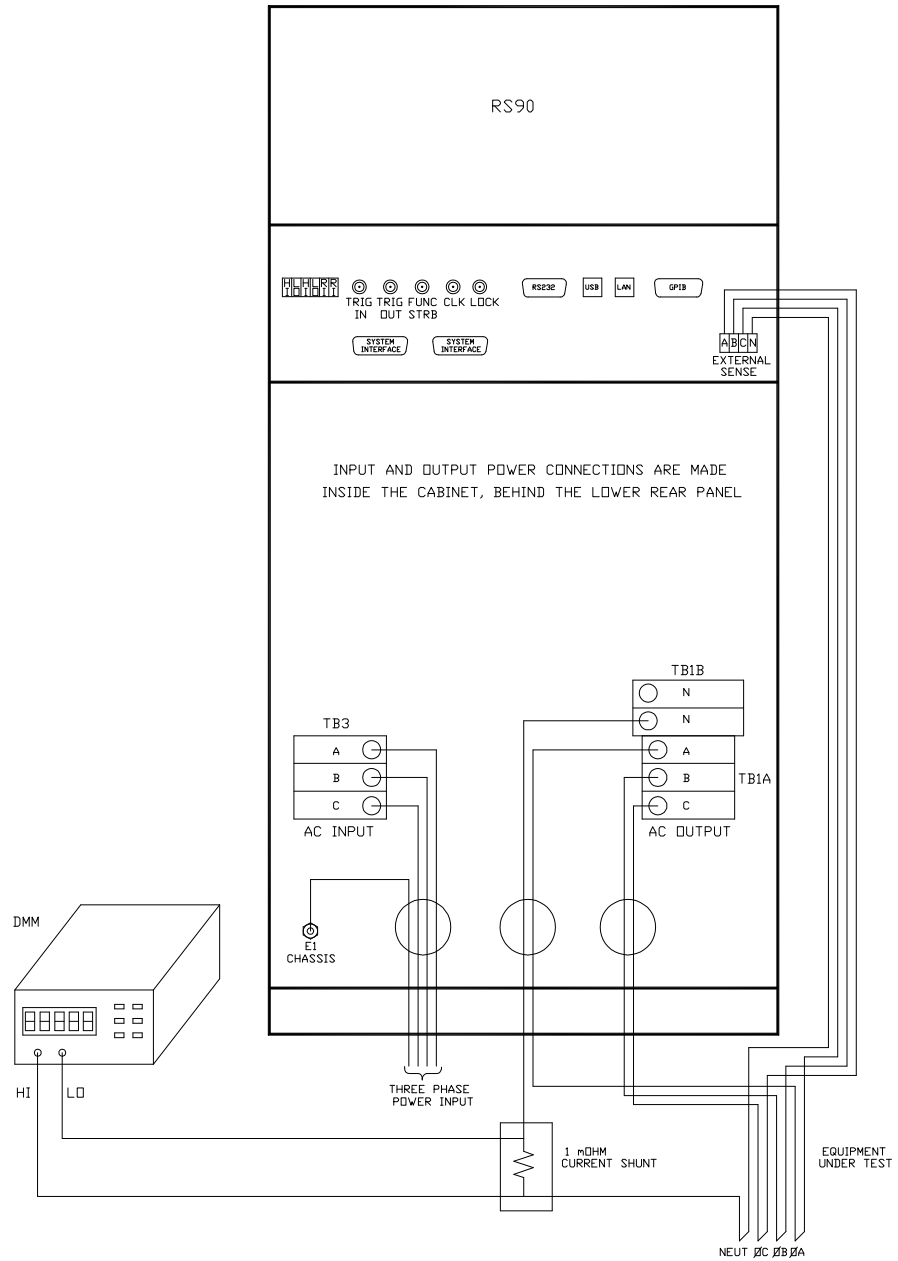 RS90
H L H L R R
I O I O I I
TRIG IN
TRIG OUT
FUNC STRB
CLK
LOCK
RS232
USB
LAN
GPIB
SYSTEM INTERFACE
SYSTEM INTERFACE
A B C N
EXTERNAL
SENSE
INPUT AND OUTPUT POWER CONNECTIONS ARE MADE
INSIDE THE CABINET, BEHIND THE LOWER REAR PANEL
TB1B
N
N
TB3
A
B
C
AC INPUT
A
B
C
TB1A
AC OUTPUT
E1
CHASSIS
DMM
88888
HI
LO
THREE PHASE
POWER INPUT
1 mOHM
CURRENT SHUNT
EQUIPMENT
UNDER TEST
NEUT ØC ØB ØA